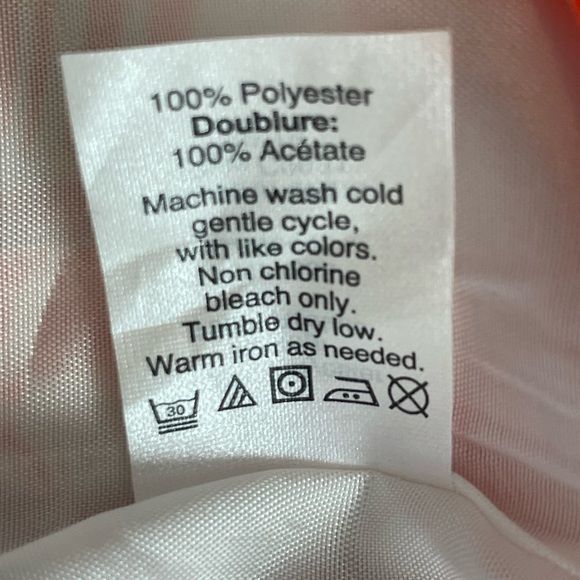 100% Polyester
Doublure:
100% Acétate
Machine wash cold
gentle cycle,
with like colors.
Non chlorine
bleach only.
Tumble dry low.
Warm iron as needed.
30